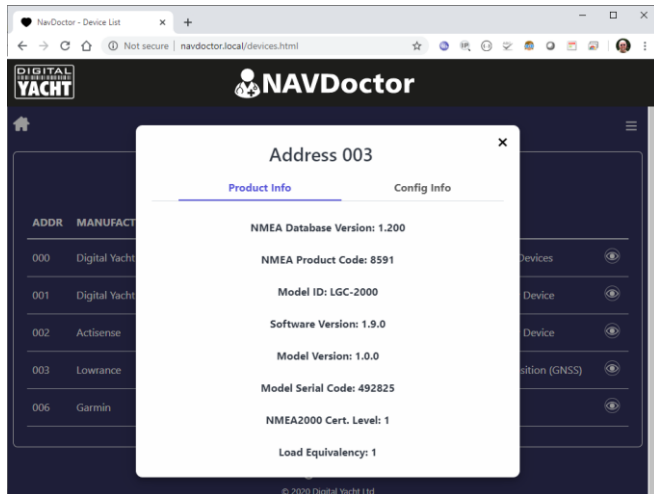 NavDoctor - Device List
Not secure | navdoctor.local/devices.html
DIGITAL
YACHT
NAVDoctor
Address 003
Product Info Config Info
NMEA Database Version: 1.200
NMEA Product Code: 8591
Model ID: LGC-2000
Software Version: 1.9.0
Model Version: 1.0.0
Model Serial Code: 492825
NMEA2000 Cert. Level: 1
Load Equivalency: 1
ADDR MANUFACT
000 Digital Yacht Devices
001 Digital Yacht Device
002 Actisense Device
003 Lowrance sition (GNSS)
006 Garmin
© 2020 Digital Yacht Ltd